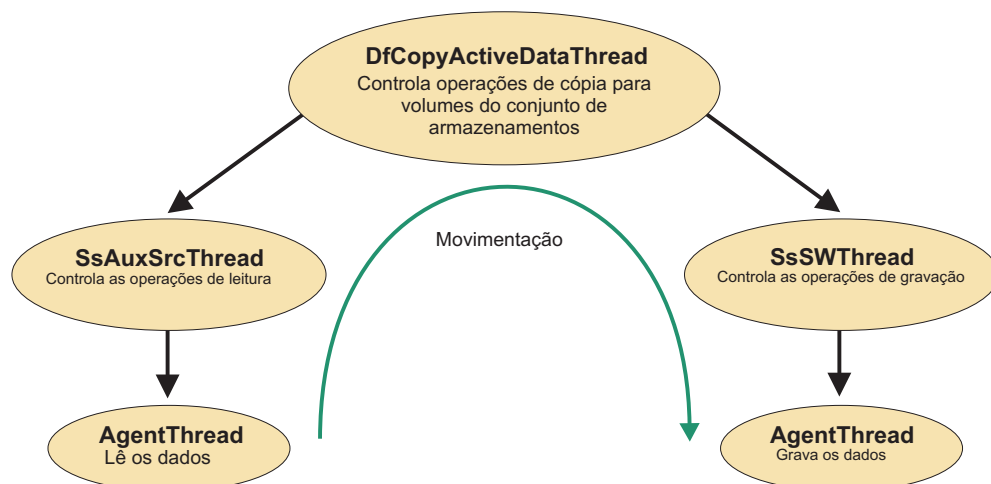 DfCopyActiveDataThread
Controla operações de cópia para
volumes do conjunto de
armazenamentos
Movimentação
SsAuxSrcThread
Controla as operações de leitura
SsSWThread
Controla as operações de gravação
AgentThread
Lê os dados
AgentThread
Grava os dados